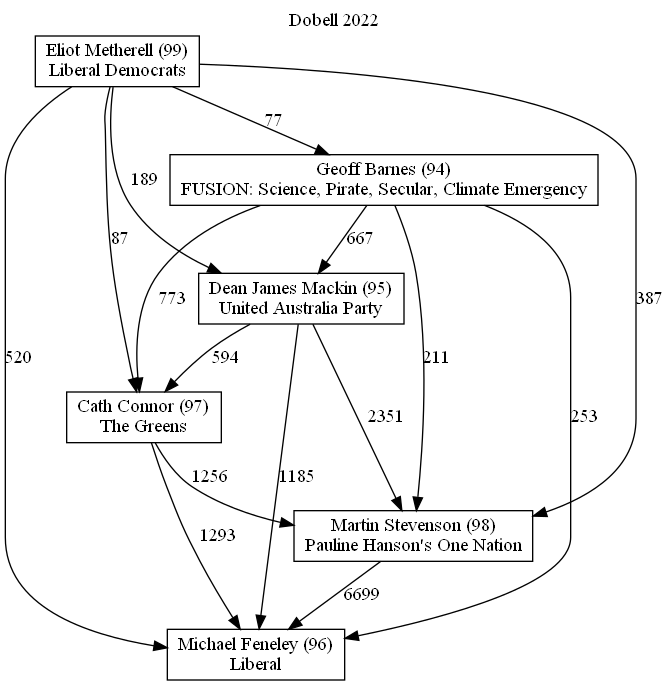 Dobell 2022
Eliot Metherell (99)
Liberal Democrats
77
Geoff Barnes (94)
FUSION: Science, Pirate, Secular, Climate Emergency
189
87
667
773
Dean James Mackin (95)
United Australia Party
387
520
594
211
253
Cath Connor (97)
The Greens
2351
1256
1185
Martin Stevenson (98)
Pauline Hanson's One Nation
1293
6699
Michael Feneley (96)
Liberal